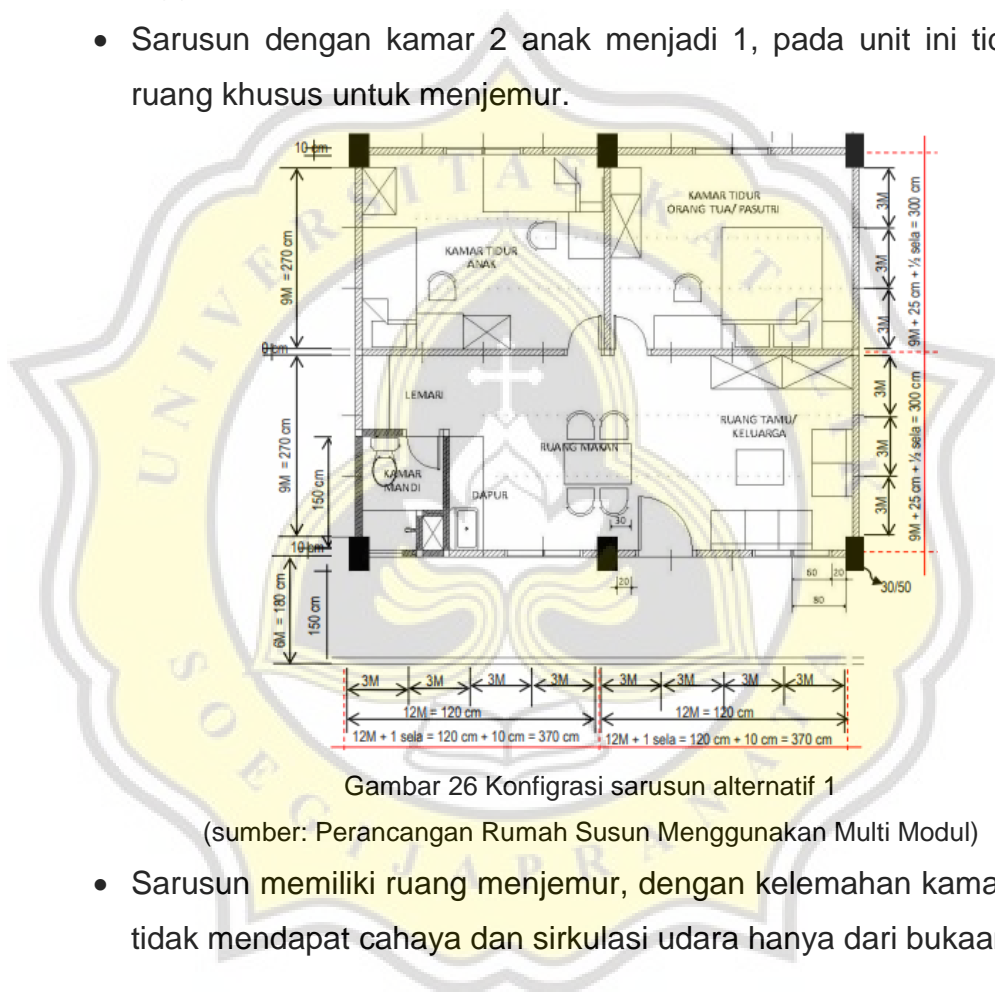 • Sarusun dengan kamar 2 anak menjadi 1, pada unit ini
ruang khusus untuk menjemur.
10 cm
9M = 270 cm
9M = 270 cm
150 cm
10 cm
6M = 180 cm
150 cm
KAMAR TIDUR
ANAK
KAMAR TIDUR
ORANG TUA/ PASUTRI
LEMARI
KAMAR
MANDI
DAPUR
RUANG MAKAN
RUANG TAMU/
KELUARGA
30
20
60
20
80
30/50
3M
3M
3M
9M + 25 cm + ½ sela = 300 cm
3M
3M
3M
9M + 25 cm + ½ sela = 300 cm
3M 3M 3M 3M 3M 3M 3M 3M
12M = 120 cm 12M = 120 cm
12M + 1 sela = 120 cm + 10 cm = 370 cm 12M + 1 sela = 120 cm + 10 cm = 370 cm
Gambar 26 Konfigrasi sarusun alternatif 1
(sumber: Perancangan Rumah Susun Menggunakan Multi Modul)
• Sarusun memiliki ruang menjemur, dengan kelemahan
tidak mendapat cahaya dan sirkulasi udara hanya dari
UNIVERSITAS KATOLIK
SOEGIJAPRANATA